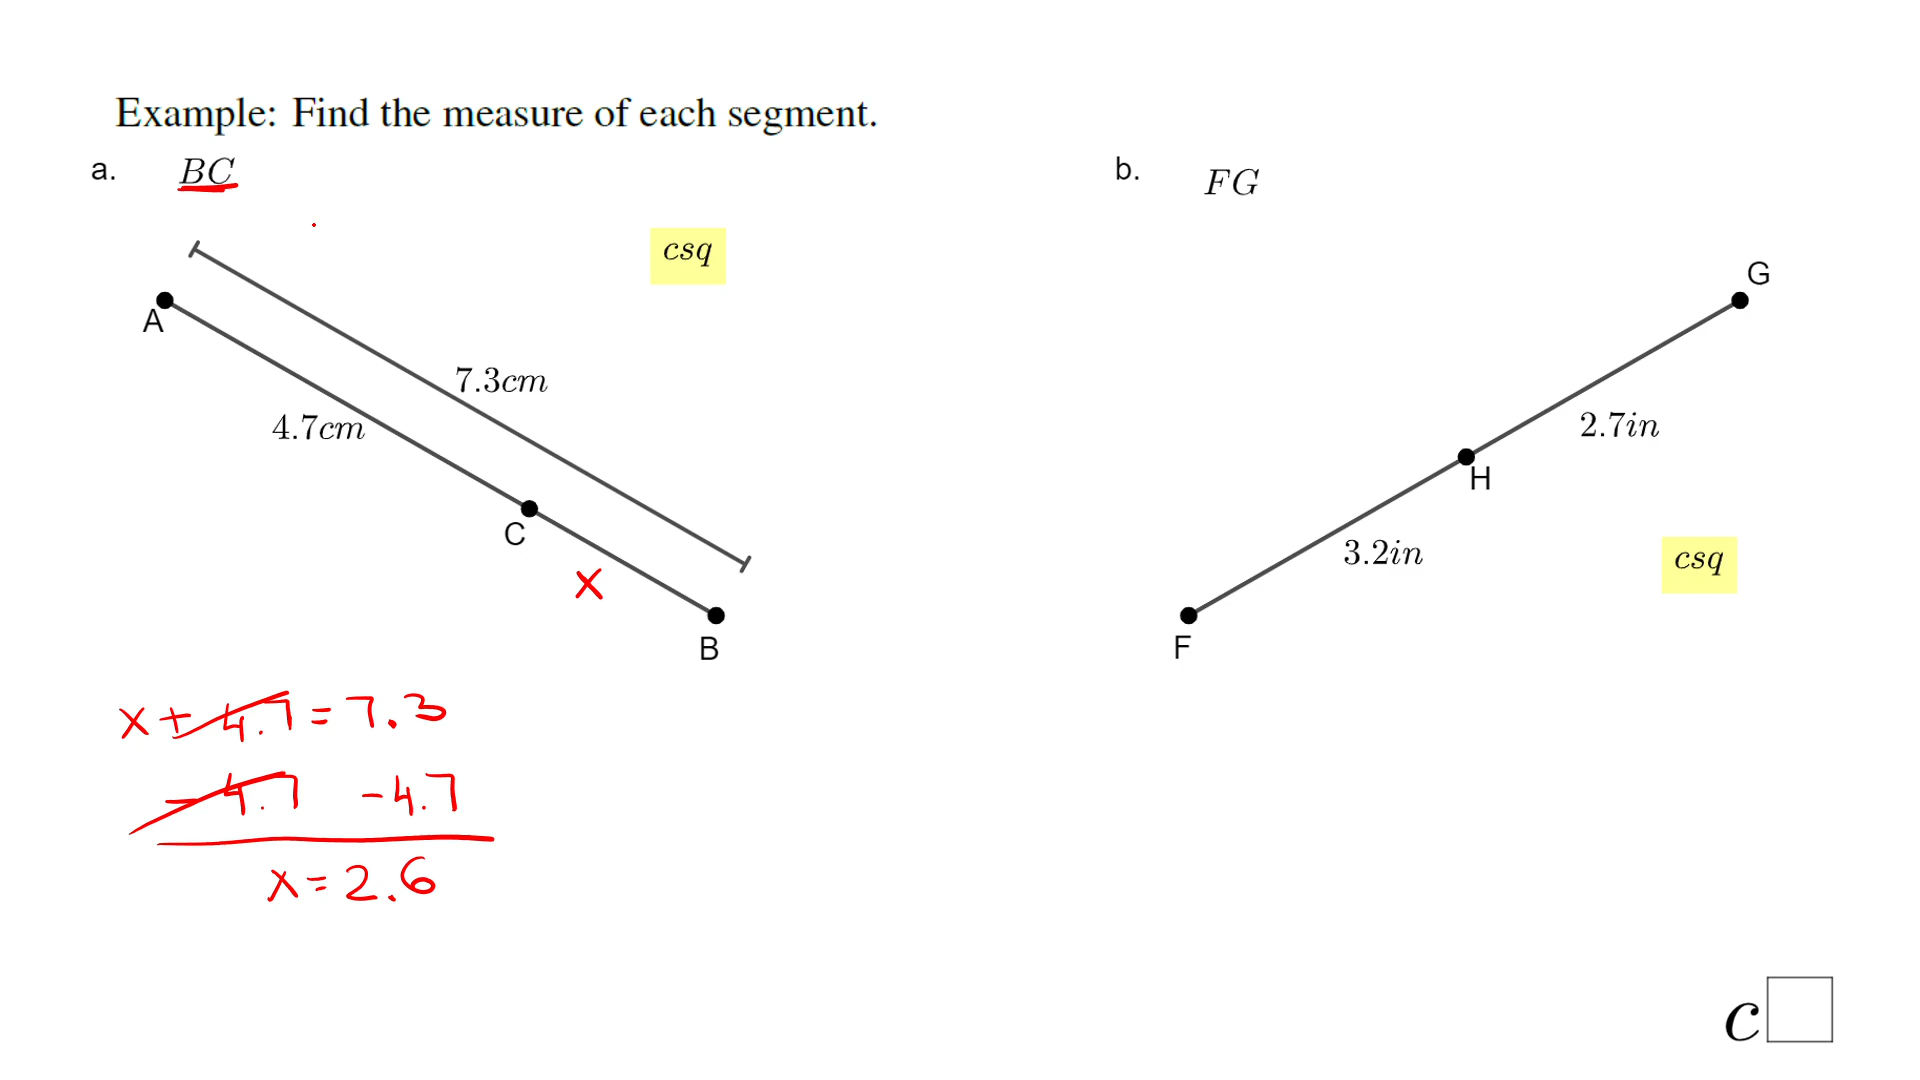 Example: Find the measure of each segment.
a. BC
csq
A
7.3cm
4.7cm
C
x
B
x + 4.7 = 7.3
- 4.7 - 4.7
x = 2.6
b. FG
G
2.7in
H
3.2in
csq
F
c